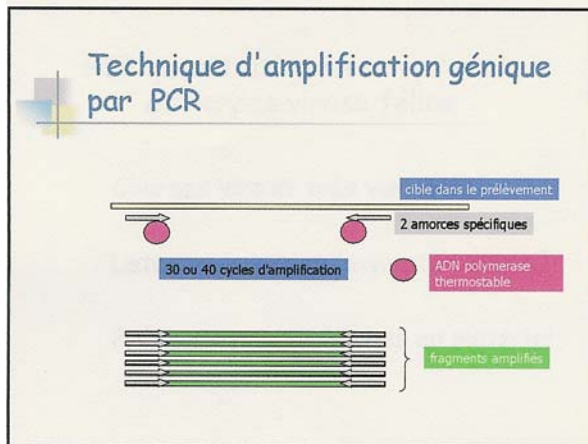 Technique d'amplification génique
par PCR
cible dans le prélèvement
2 amorces spécifiques
30 ou 40 cycles d'amplification
ADN polymerase
thermostable
fragments amplifiés